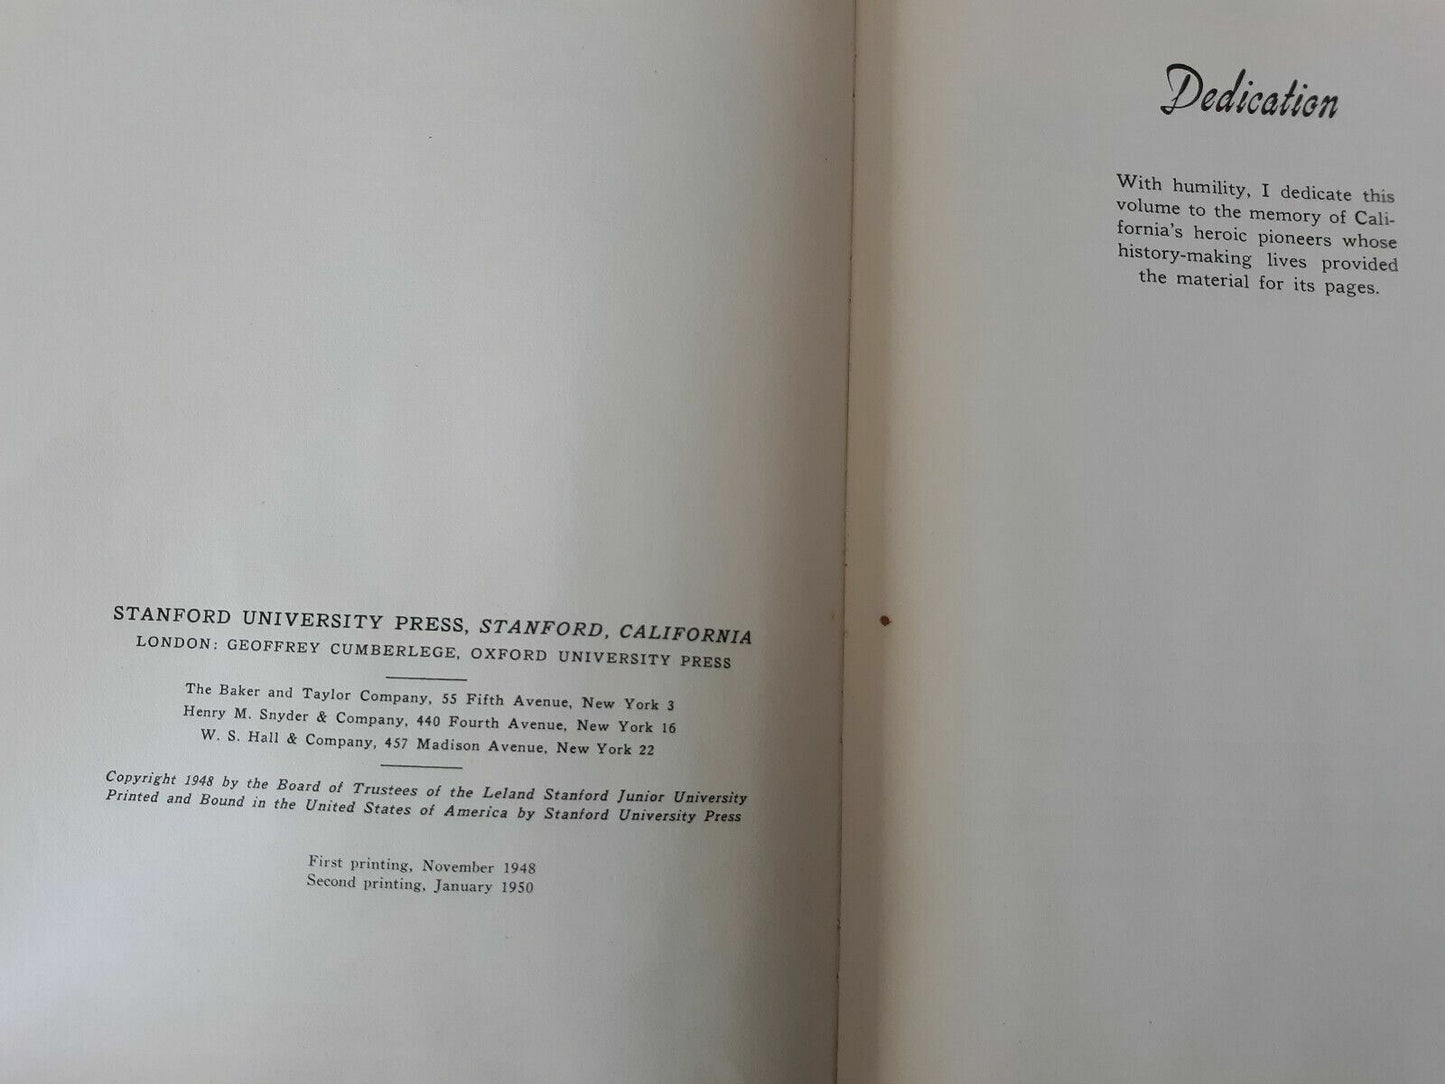 STANFORD UNIVERSITY PRESS, STANFORD, CALIFORNIA
LONDON: GEOFFREY CUMBERLEGE, OXFORD UNIVERSITY PRESS
The Baker and Taylor Company, 55 Fifth Avenue, New York 3
Henry M. Snyder & Company, 440 Fourth Avenue, New York 16
W. S. Hall & Company, 457 Madison Avenue, New York 22
Copyright 1948 by the Board of Trustees of the Leland Stanford Junior University
Printed and Bound in the United States of America by Stanford University Press
First printing, November 1948
Second printing, January 1950
Dedication
With humility, I dedicate this
volume to the memory of Cali-
fornia's heroic pioneers whose
history-making lives provided
the material for its pages.